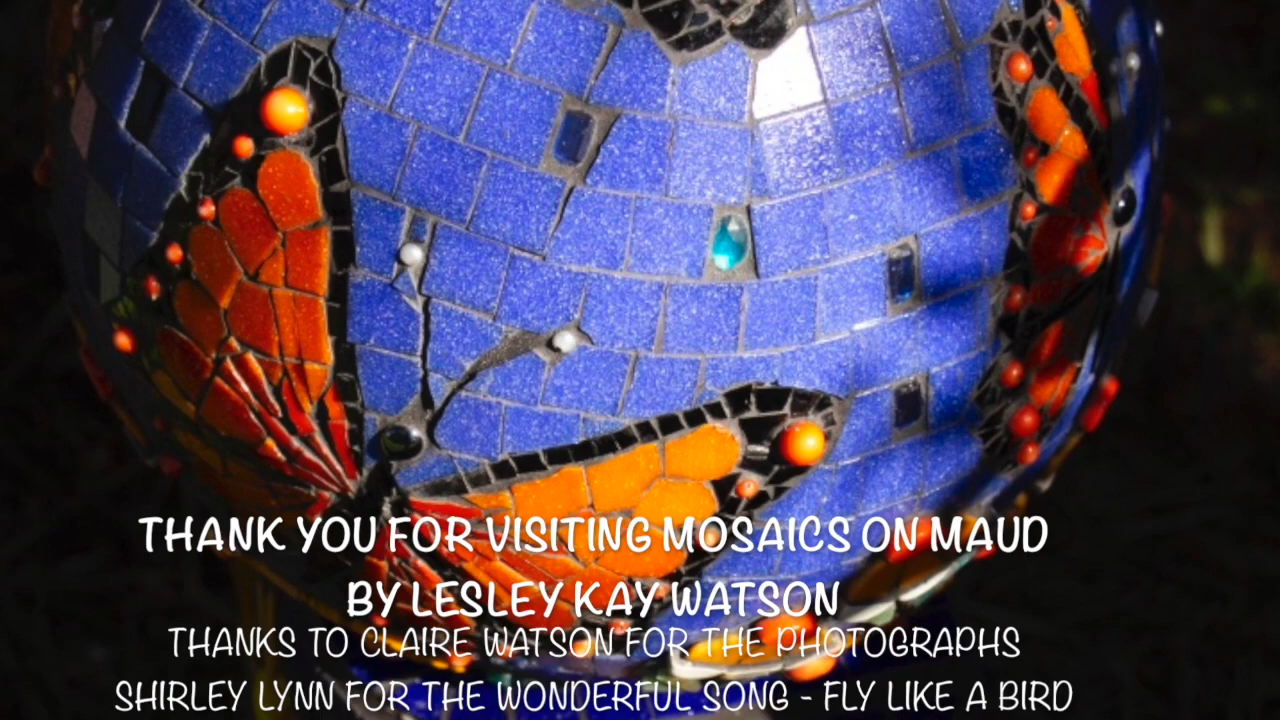 THANK YOU FOR VISITING MOSAICS ON MAUD
BY LESLEY KAY WATSON
THANKS TO CLAIRE WATSON FOR THE PHOTOGRAPHS
SHIRLEY LYNN FOR THE WONDERFUL SONG - FLY LIKE A BIRD